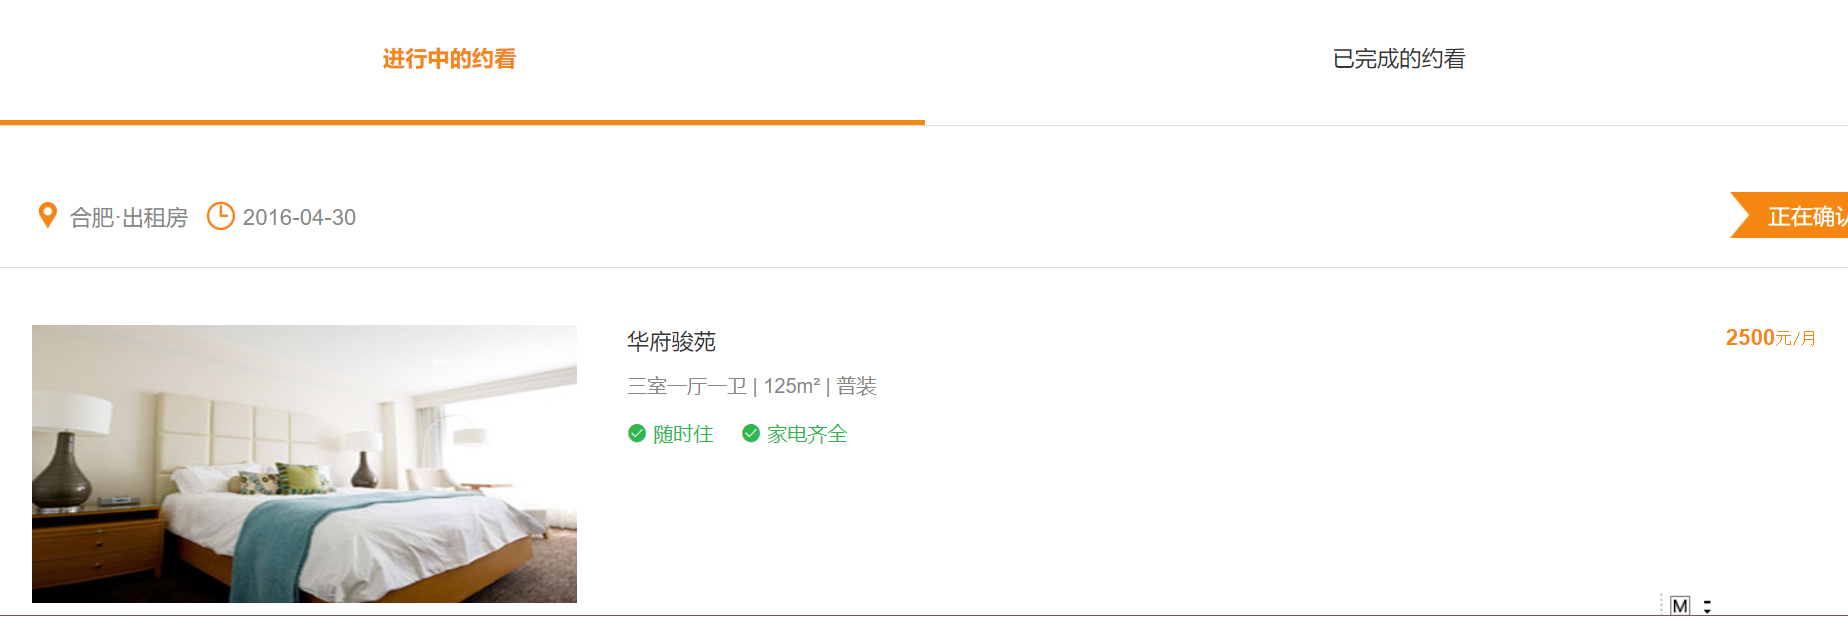 进行中的约看
已完成的约看
合肥·出租房 2016-04-30
正在确认
华府骏苑
2500元/月
三室一厅一卫 | 125m² | 普装
随时住 家电齐全
M